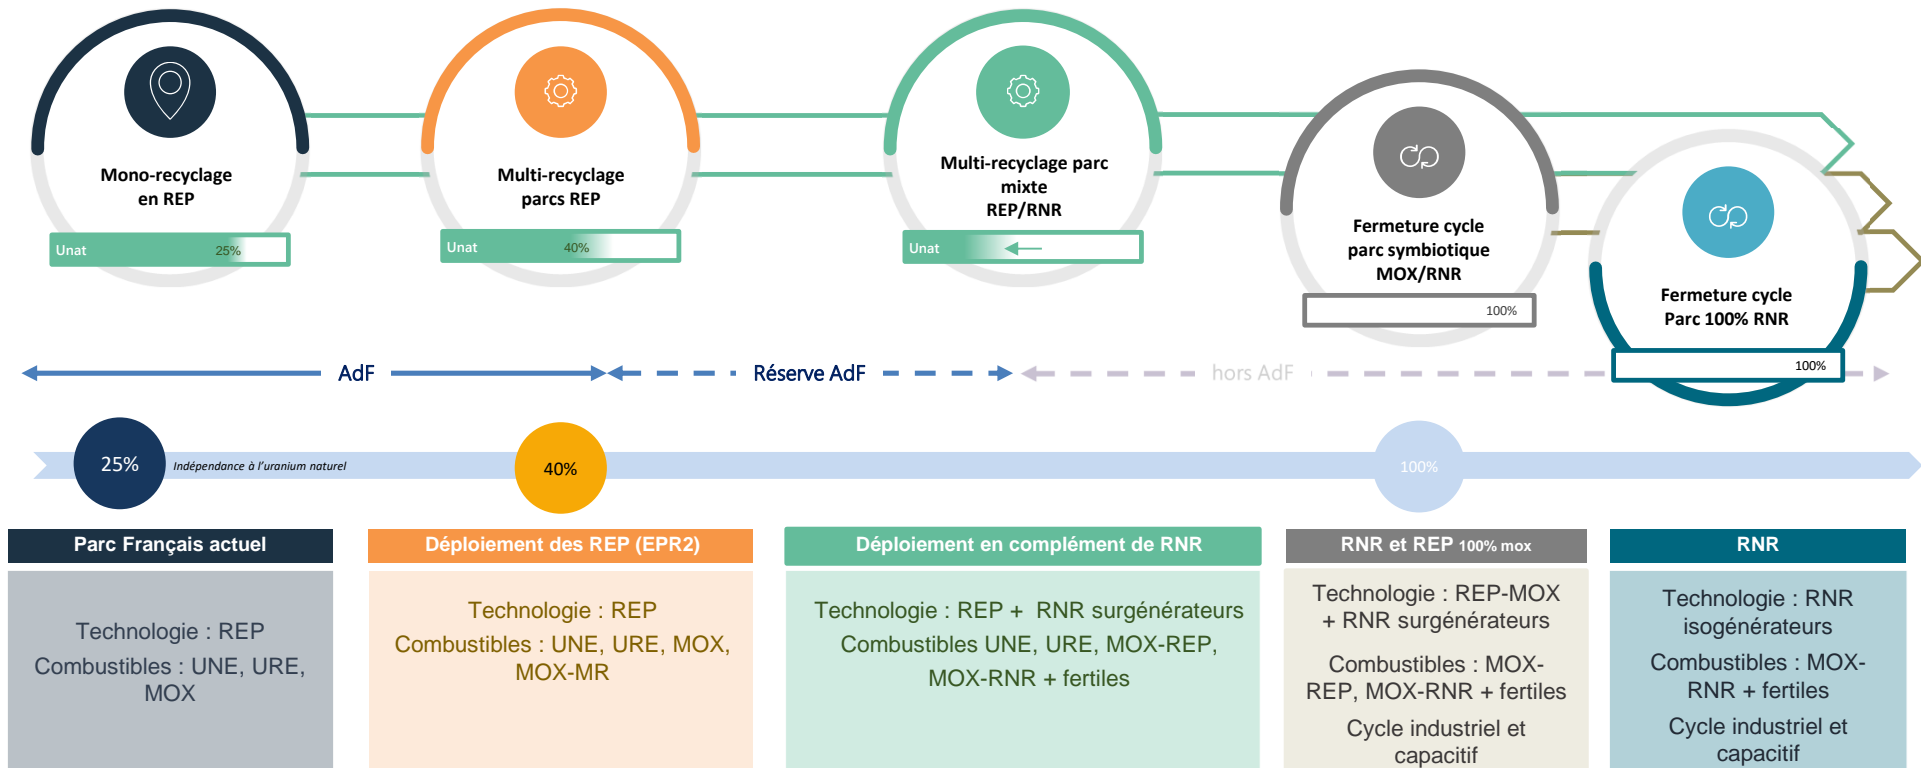 Mono-recyclage
en REP
Unat 25%
Multi-recyclage
parcs REP
Unat 40%
Multi-recyclage parc
mixte
REP/RNR
Unat
Fermeture cycle
parc symbiotique
MOX/RNR
100%
Fermeture cycle
Parc 100% RNR
100%
AdF
Réserve AdF
hors AdF
25%
Indépendance à l'uranium naturel
40%
100%
Parc Français actuel
Technologie : REP
Combustibles : UNE, URE,
MOX
Déploiement des REP (EPR2)
Technologie : REP
Combustibles : UNE, URE, MOX,
MOX-MR
Déploiement en complément de RNR
Technologie : REP + RNR surgénérateurs
Combustibles UNE, URE, MOX-REP,
MOX-RNR + fertiles
RNR et REP 100% mox
Technologie : REP-MOX
+ RNR surgénérateurs
Combustibles : MOX-
REP, MOX-RNR + fertiles
Cycle industriel et
capacitif
RNR
Technologie : RNR
isogénérateurs
Combustibles : MOX-
RNR + fertiles
Cycle industriel et
capacitif